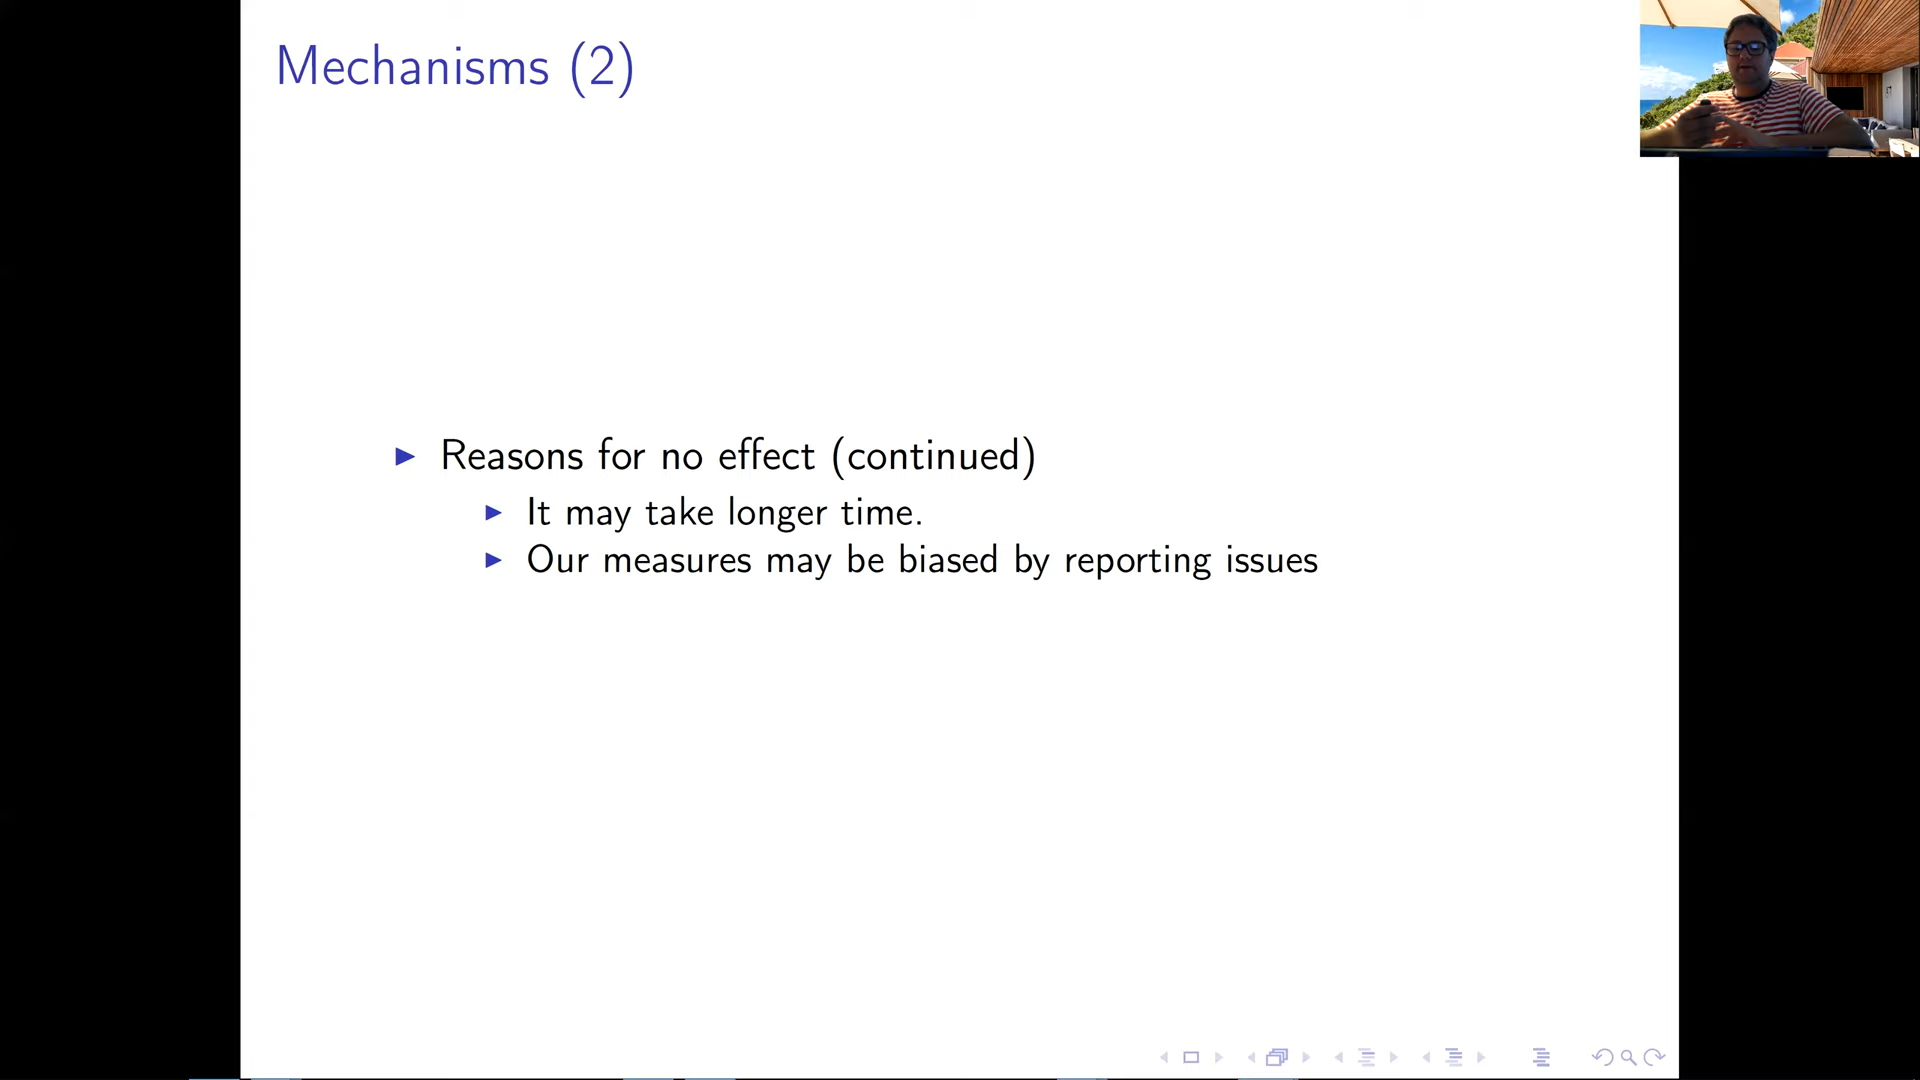 Mechanisms (2)
Reasons for no effect (continued)
It may take longer time.
Our measures may be biased by reporting issues